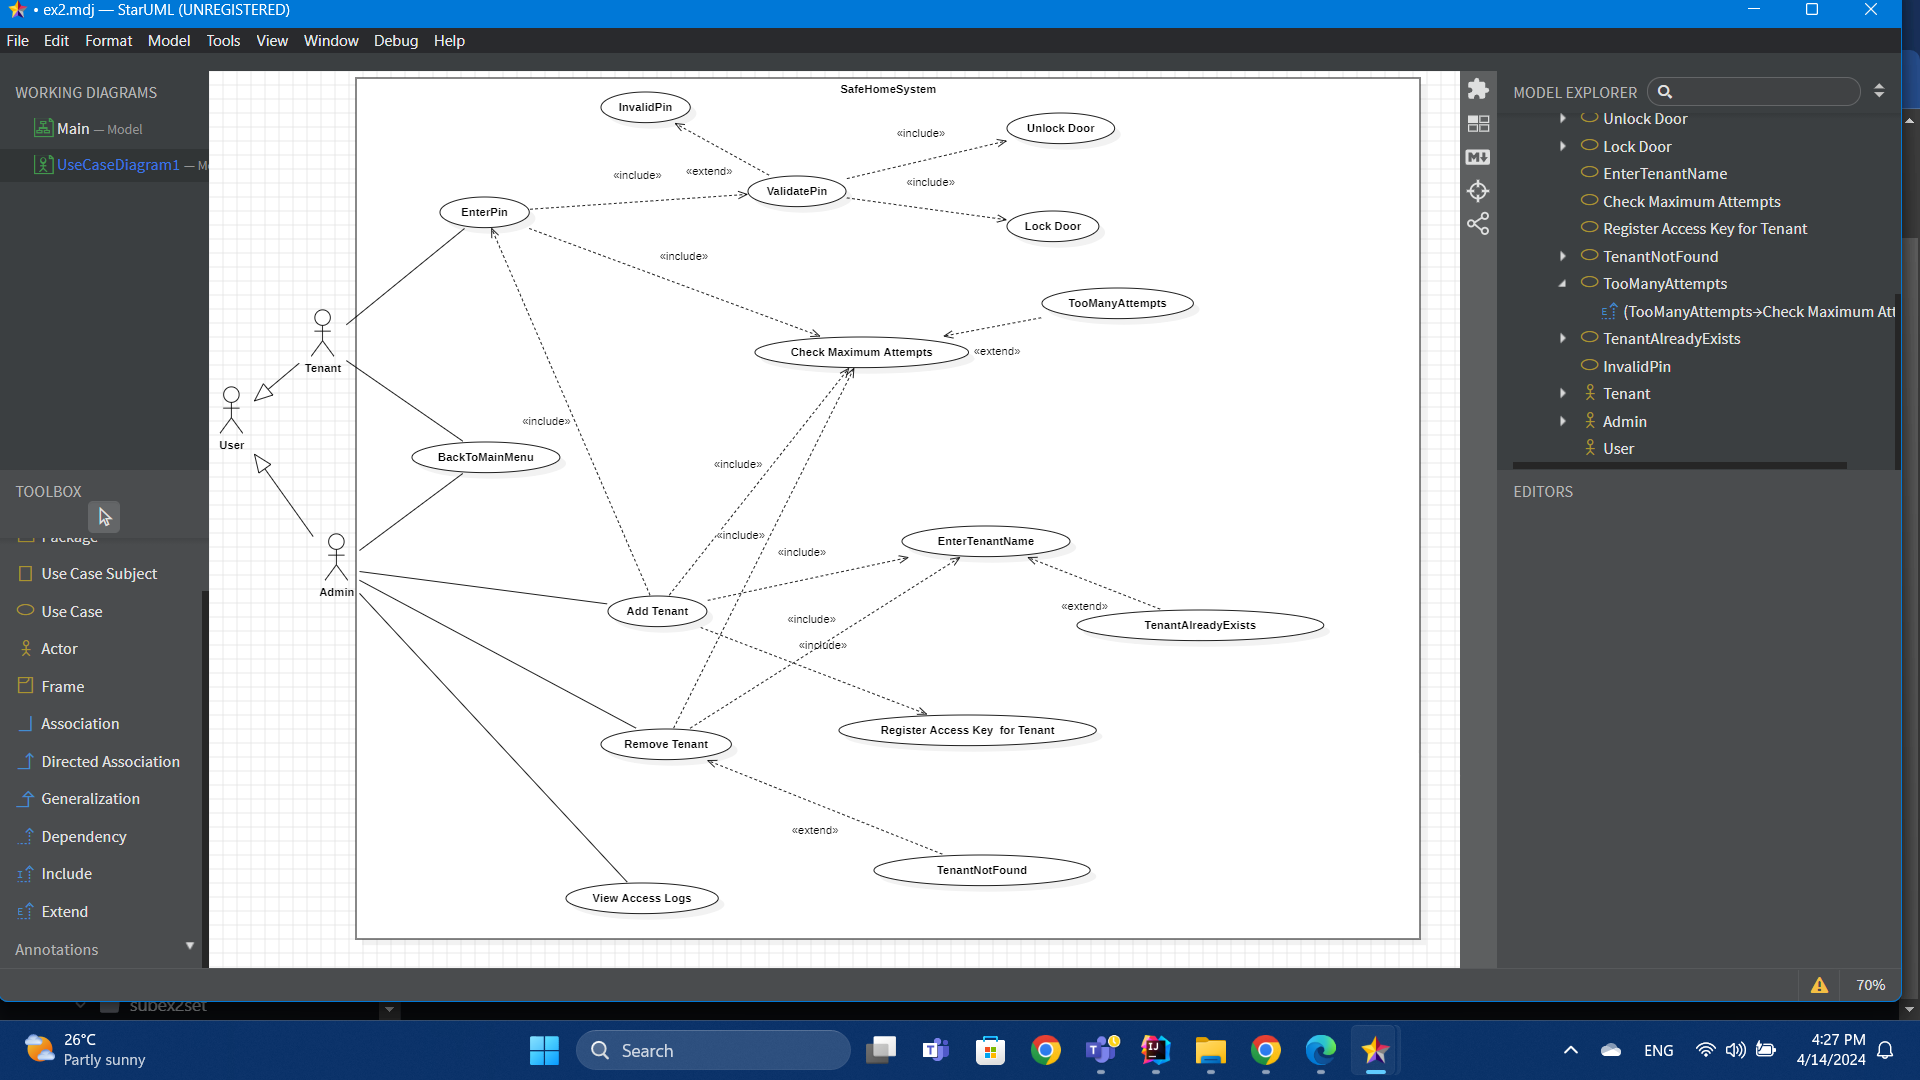 ex2.mdj — StarUML (UNREGISTERED)
File Edit Format Model Tools View Window Debug Help
WORKING DIAGRAMS
Main — Model
UseCaseDiagram1 — M
TOOLBOX
Package
Use Case Subject
Use Case
Actor
Frame
Association
Directed Association
Generalization
Dependency
Include
Extend
Annotations
SafeHomeSystem
InvalidPin
Unlock Door
«include»
«include»
«extend»
ValidatePin
«include»
EnterPin
Lock Door
«include»
TooManyAttempts
Check Maximum Attempts
«extend»
Tenant
User
«include»
BackToMainMenu
«include»
«include»
«include»
EnterTenantName
Admin
Add Tenant
«extend»
«include»
TenantAlreadyExists
«include»
Register Access Key for Tenant
Remove Tenant
«extend»
TenantNotFound
View Access Logs
MODEL EXPLORER
Unlock Door
Lock Door
EnterTenantName
Check Maximum Attempts
Register Access Key for Tenant
TenantNotFound
TooManyAttempts
(TooManyAttempts→Check Maximum Att
TenantAlreadyExists
InvalidPin
Tenant
Admin
User
EDITORS
70%
subex2set
26°C
Partly sunny
Search
ENG
4:27 PM
4/14/2024